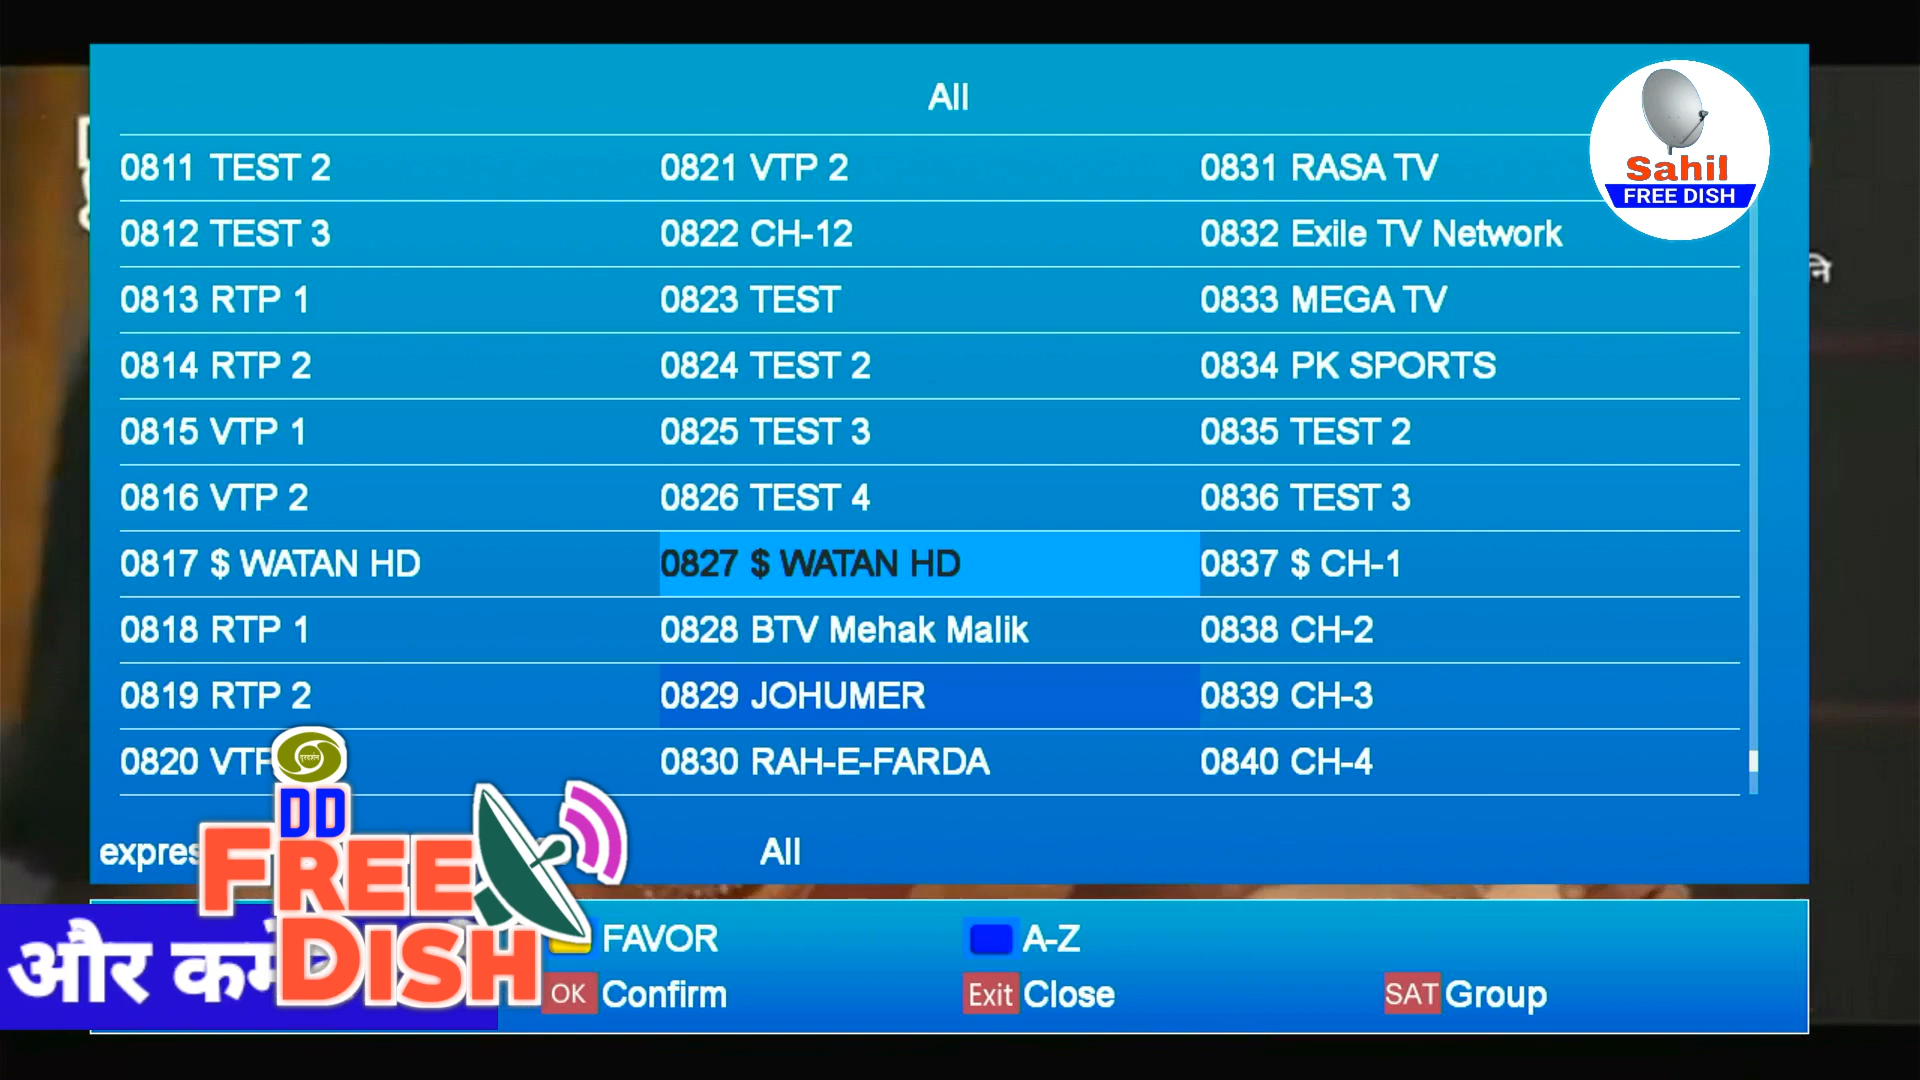 All
0811 TEST 2
0812 TEST 3
0813 RTP 1
0814 RTP 2
0815 VTP 1
0816 VTP 2
0817 $ WATAN HD
0818 RTP 1
0819 RTP 2
0820
0821 VTP 2
0822 CH-12
0823 TEST
0824 TEST 2
0825 TEST 3
0826 TEST 4
0827 $ WATAN HD
0828 BTV Mehak Malik
0829 JOHUMER
0830 RAH-E-FARDA
0831 RASA TV
0832 Exile TV Network
0833 MEGA TV
0834 PK SPORTS
0835 TEST 2
0836 TEST 3
0837 $ CH-1
0838 CH-2
0839 CH-3
0840 CH-4
Sahil
FREE DISH
All
दूरदर्शन
DD
FREE
DISH
और
FAVOR
A-Z
OK Confirm
Exit Close
SAT Group